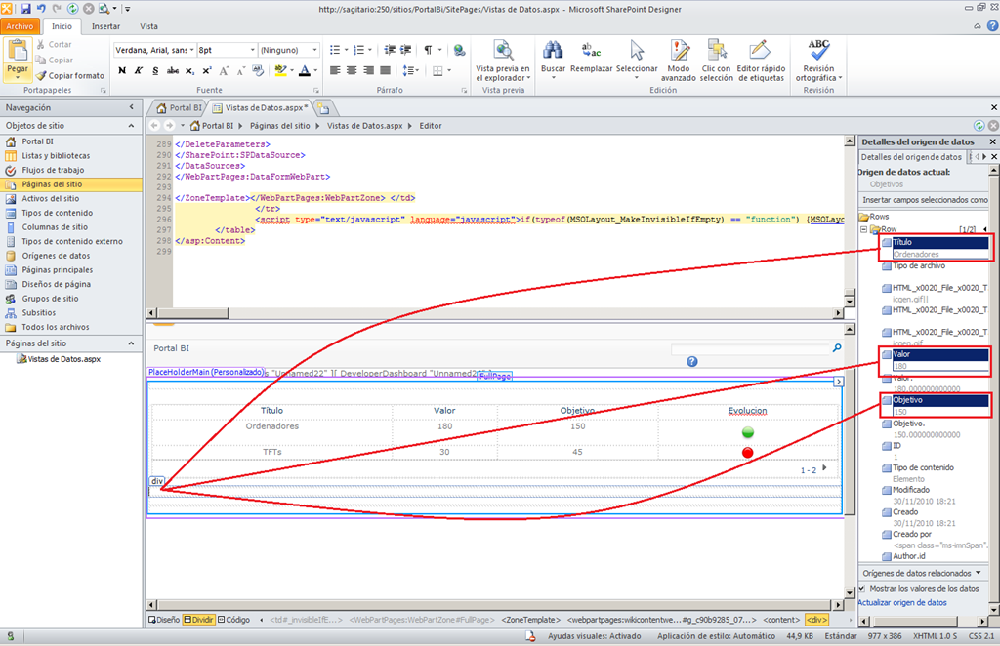 http://sagitario:250/sitios/PortalBi/SitePages/Vistas de Datos.aspx - Microsoft SharePoint Designer
Archivo Inicio Insertar Vista
Pegar
Cortar
Copiar
Copiar formato
Portapapeles
Verdana, Arial, sans- 8pt (Ninguno)
N K S abc x₂ x² A A
Fuente
Párrafo
Vista previa en el explorador
Vista previa
Buscar Reemplazar Seleccionar Modo avanzado Clic con selección Editor rápido de etiquetas
Edición
ABC
Revisión ortográfica
Revisión
Navegación
Objetos de sitio
Portal BI
Listas y bibliotecas
Flujos de trabajo
Páginas del sitio
Activos del sitio
Tipos de contenido
Columnas de sitio
Tipos de contenido externo
Orígenes de datos
Páginas principales
Diseños de página
Grupos de sitio
Subsitios
Todos los archivos
Páginas del sitio
Vistas de Datos.aspx
Portal BI Vistas de Datos.aspx*
Portal BI Páginas del sitio Vistas de Datos.aspx Editor
289 </DeleteParameters>
290 </SharePoint:SPDataSource>
291 </DataSources>
292 </WebPartPages:DataFormWebPart>
293
294 </ZoneTemplate></WebPartPages:WebPartZone> </td>
295 </tr>
296 <script type="text/javascript" language="javascript">if(typeof(MSOLayout_MakeInvisibleIfEmpty) == "function") {MSOLayo
297 </table>
298 </asp:Content>
299
Portal BI
PlaceHolderMain (Personalizado)
"Unnamed22" ][ DeveloperDashboard "Unnamed2
FullPage
Título Valor Objetivo Evolucion
Ordenadores 180 150
TFTs 30 45
1 - 2
div
Diseño Dividir Código <td#_invisibleIfE...> <WebPartPages:WebPartZone#FullPage> <ZoneTemplate> <webpartpages:wikicontentwe...#g_c90b9285_07...> <content> <div>
Detalles del origen de datos
Detalles del origen de datos
Origen de datos actual:
Objetivos
Insertar campos seleccionados como
Rows
Row [1/2]
Título
Ordenadores
Tipo de archivo
HTML_x0020_File_x0020_T
icgen.gif||
HTML_x0020_File_x0020_T
HTML_x0020_File_x0020_T
icgen.gif
Valor
180
Valor.
180.000000000000
Objetivo
150
Objetivo.
150.000000000000
ID
1
Tipo de contenido
Elemento
Modificado
30/11/2010 18:21
Creado
30/11/2010 18:21
Creado por
<span class="ms-imnSpan".
Author.id
Orígenes de datos relacionados
Mostrar los valores de los datos
Actualizar origen de datos
Ayudas visuales: Activado Aplicación de estilo: Automático 44,9 KB Estándar 977 x 386 XHTML 1.0 S CSS 2.1